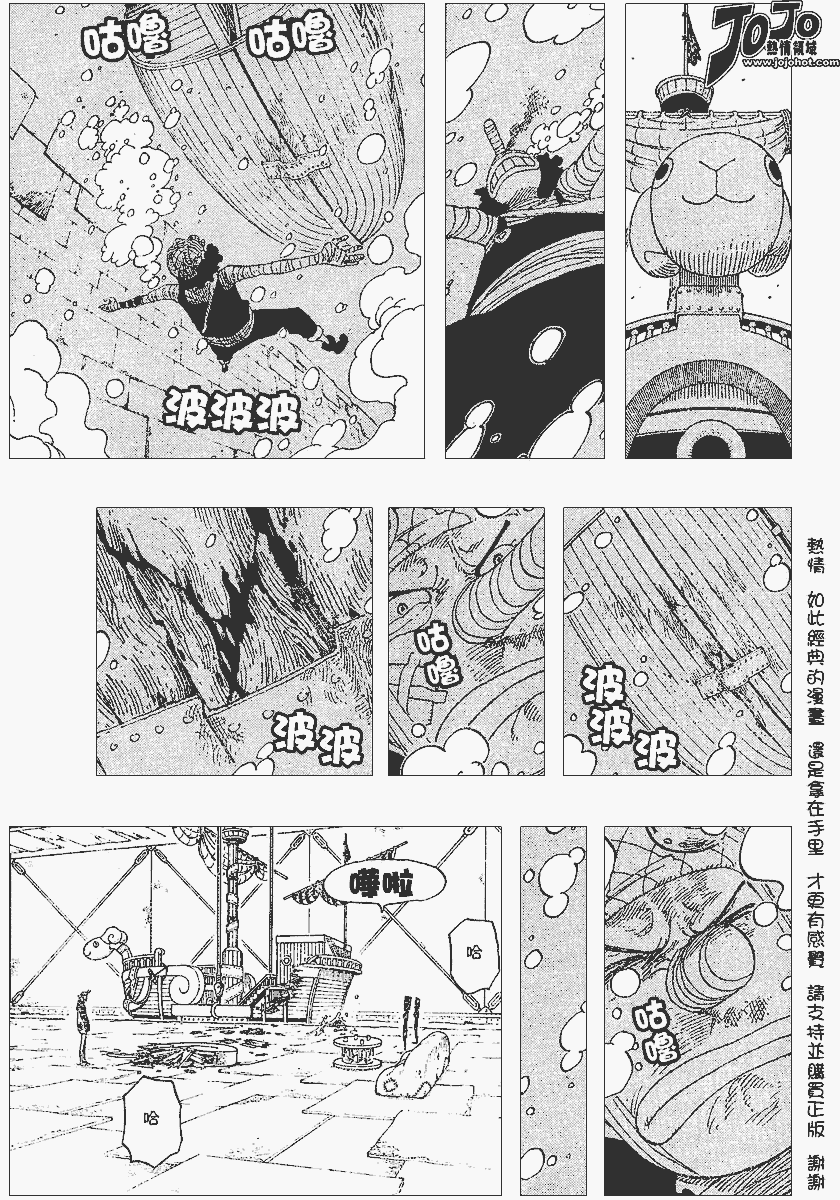 JOJO
熱情領域
www.jojohot.com
咕嚕
咕嚕
波波波
波
波
波
咕
嚕
波波
咕
嚕
嘩啦
哈
哈
熱情 如此經典的漫畫 還是拿在手里 才更有感覺 請支持並購買正版 謝謝